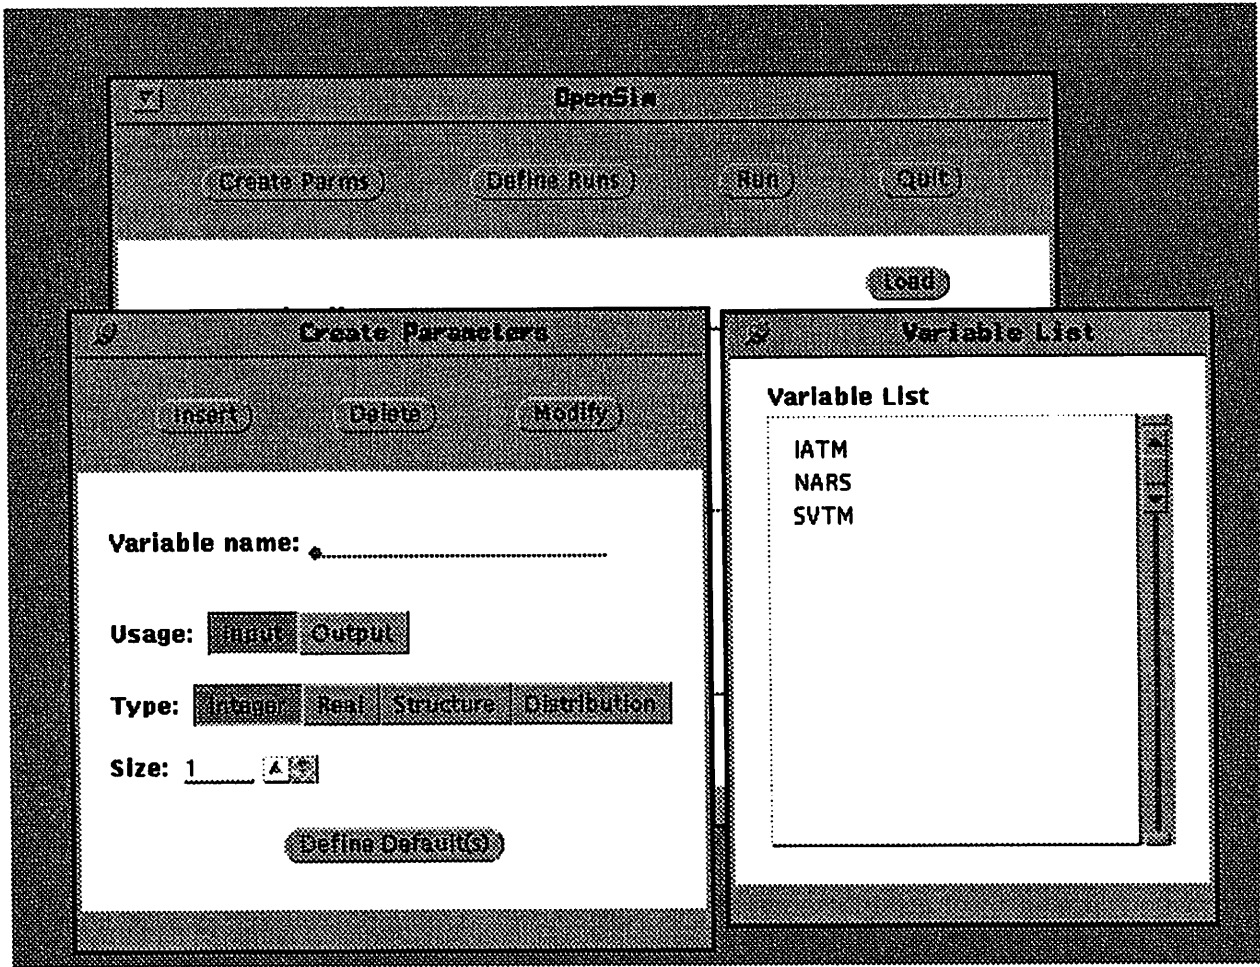 OpenSim
Create Parms Define Runs Run Quit
Load
Create Parameters
Insert Delete Modify
Variable name:
Usage: Input Output
Type: Integer Real Structure Distribution
Size: 1
Define Default(s)
Variable List
Variable List
IATM
NARS
SVTM